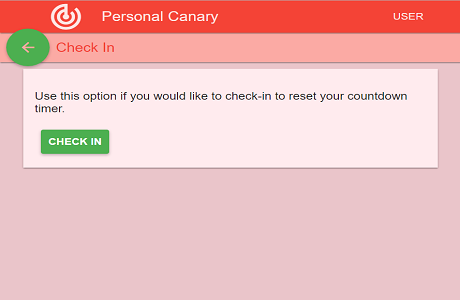 Personal Canary
USER
Check In
Use this option if you would like to check-in to reset your countdown
timer.
CHECK IN